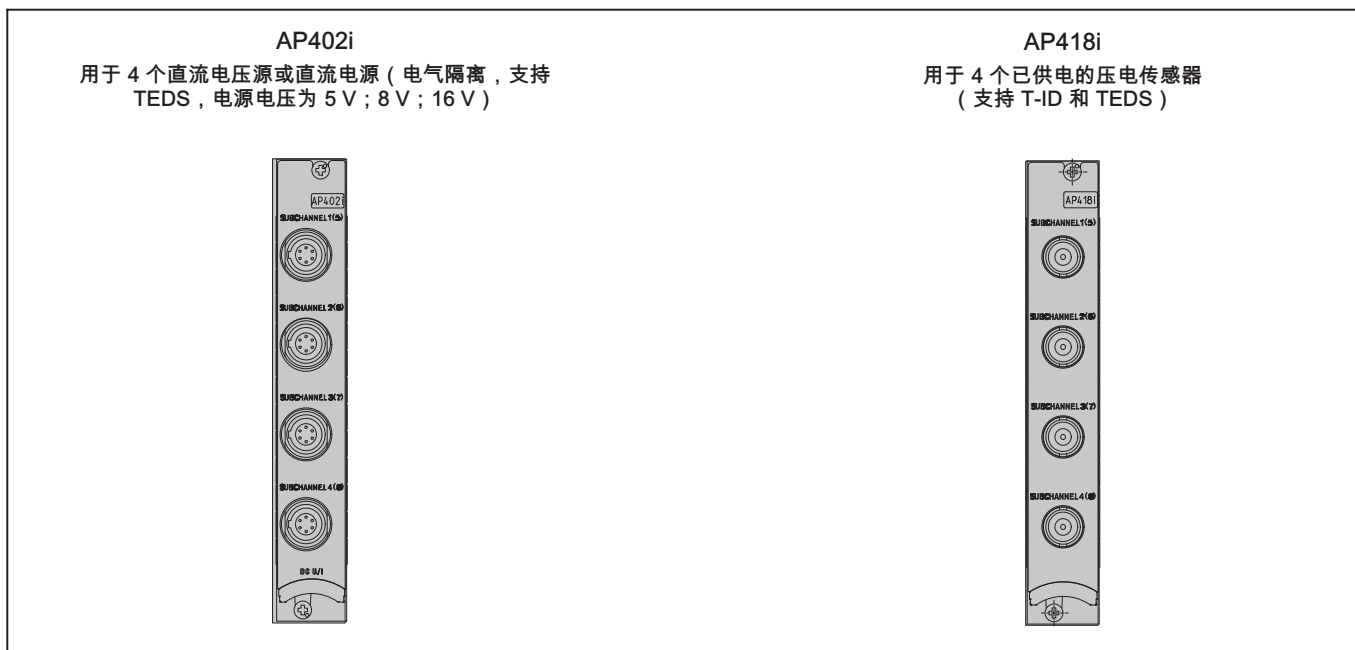 AP402i
用于 4 个直流电压源或直流电源（电气隔离，支持
TEDS，电源电压为 5 V；8 V；16 V）
AP418i
用于 4 个已供电的压电传感器
（支持 T-ID 和 TEDS）
AP402i
SUBCHANNEL1(5)
SUBCHANNEL2(6)
SUBCHANNEL3(7)
SUBCHANNEL4(8)
DC U/I
AP418i
SUBCHANNEL1(5)
SUBCHANNEL2(6)
SUBCHANNEL3(7)
SUBCHANNEL4(8)